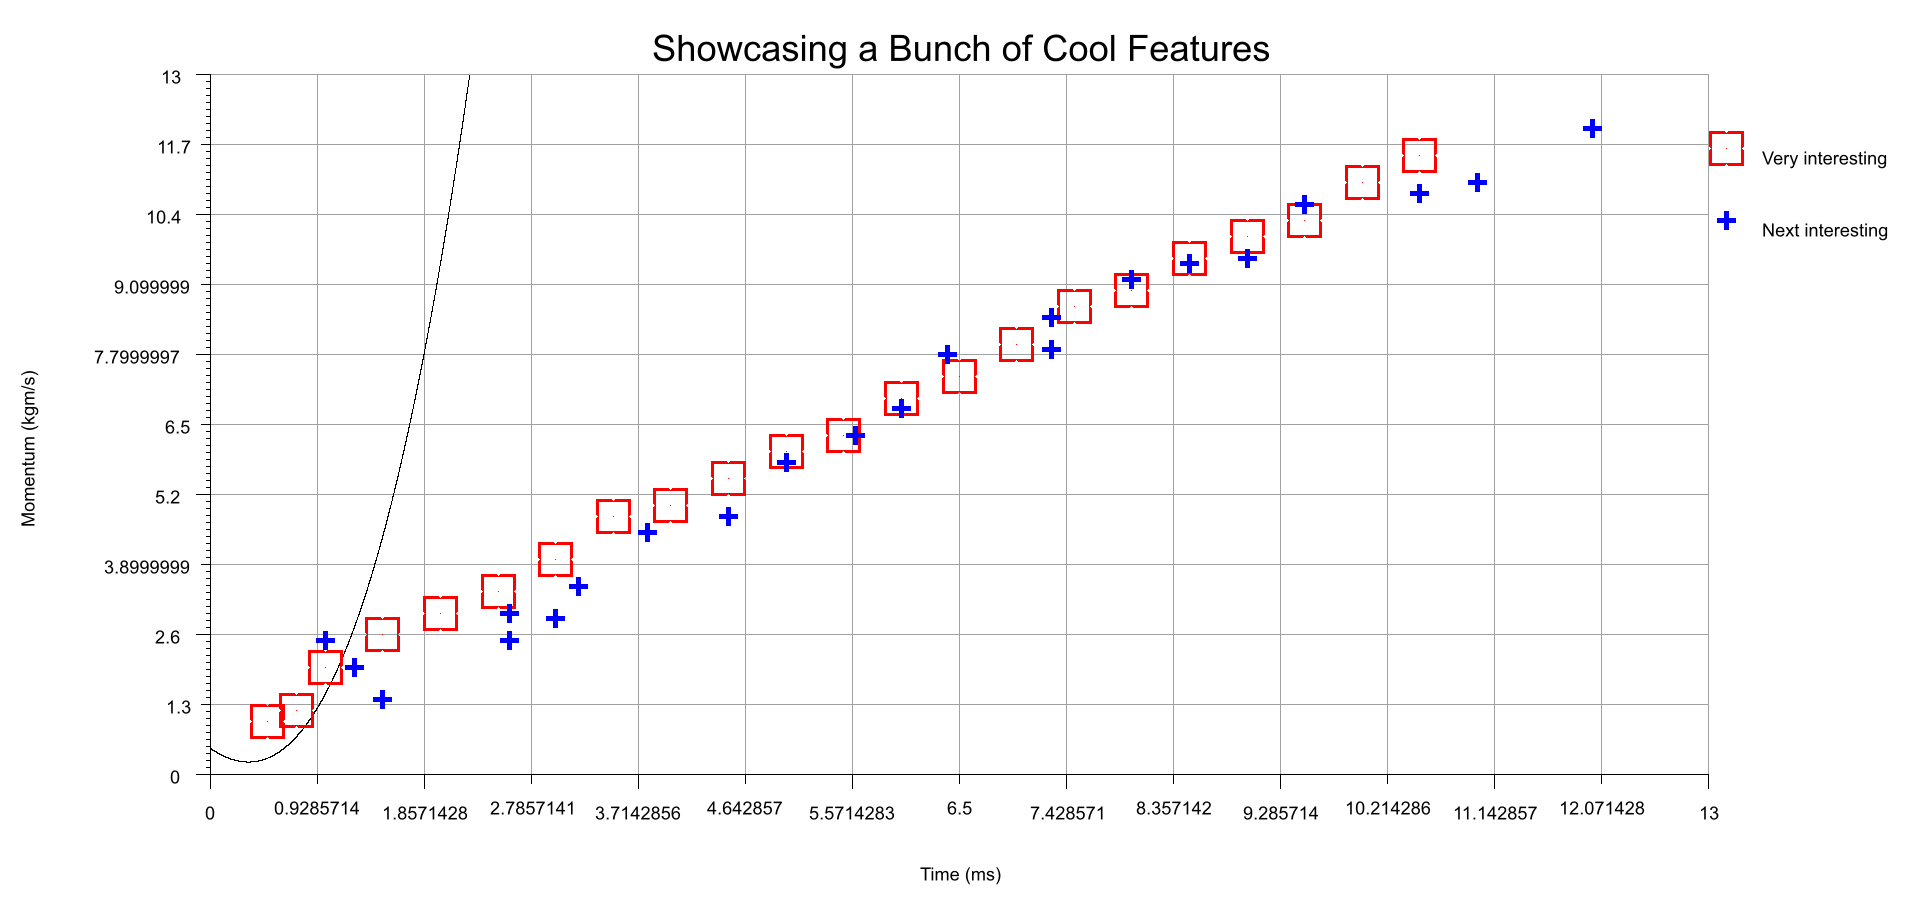 Showcasing a Bunch of Cool Features
13
11.7
10.4
9.099999
7.7999997
6.5
5.2
3.8999999
2.6
1.3
0
Momentum (kgm/s)
0 0.9285714 1.8571428 2.7857141 3.7142856 4.642857 5.5714283 6.5 7.428571 8.357142 9.285714 10.214286 11.142857 12.071428 13
Time (ms)
Very interesting
Next interesting